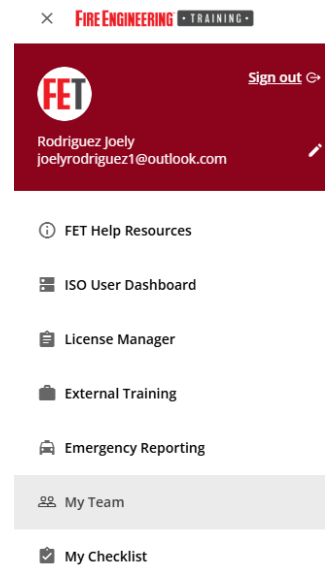 FIRE ENGINEERING • TRAINING •
Sign out
FET
Rodriguez Joely
joelyrodriguez1@outlook.com
FET Help Resources
ISO User Dashboard
License Manager
External Training
Emergency Reporting
My Team
My Checklist